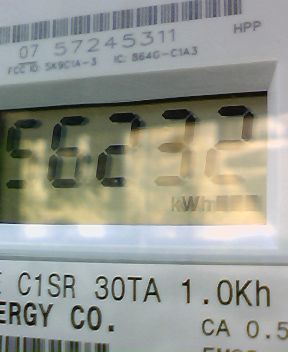 07 57245311
HPP
FCC ID: SK9C1A-3 IC: 864G-C1A3
56232
kWh
C1SR 30TA 1.0Kh
ERGY CO.
CA 0.5